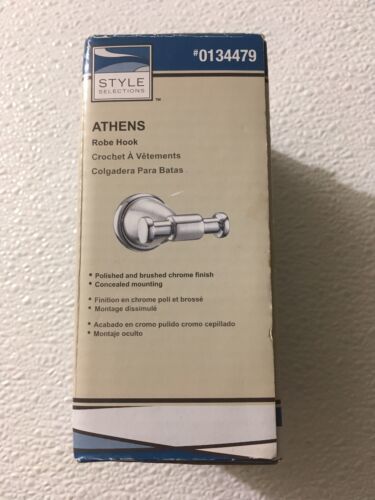 #0134479
STYLE
SELECTIONS
™
ATHENS
Robe Hook
Crochet À Vêtements
Colgadera Para Batas
• Polished and brushed chrome finish
• Concealed mounting
• Finition en chrome poli et brossé
• Montage dissimulé
• Acabado en cromo pulido cromo cepillado
• Montaje oculto